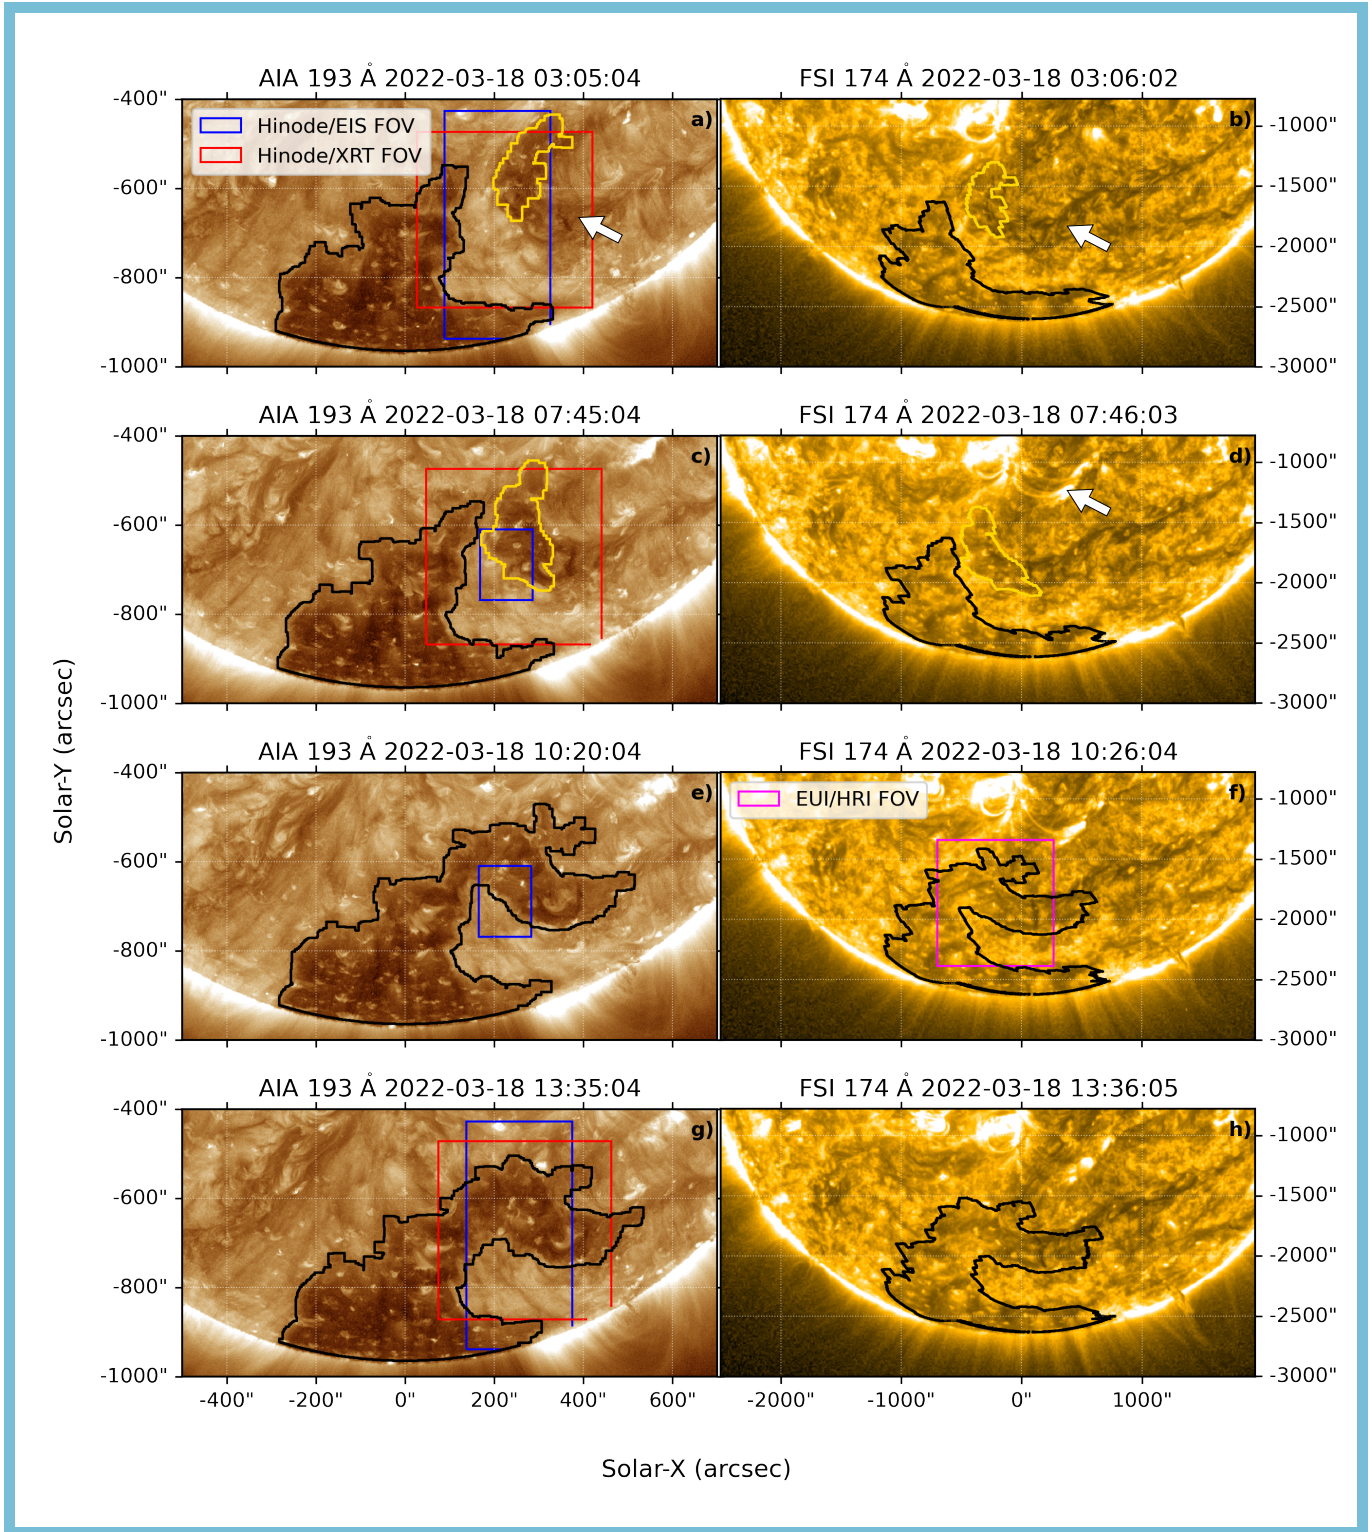 AIA 193 Å 2022-03-18 03:05:04
FSI 174 Å 2022-03-18 03:06:02
Hinode/EIS FOV
Hinode/XRT FOV
a)
b)
-400"
-600"
-800"
-1000"
-1000"
-1500"
-2000"
-2500"
-3000"
AIA 193 Å 2022-03-18 07:45:04
FSI 174 Å 2022-03-18 07:46:03
c)
d)
-400"
-600"
-800"
-1000"
-1000"
-1500"
-2000"
-2500"
-3000"
Solar-Y (arcsec)
AIA 193 Å 2022-03-18 10:20:04
FSI 174 Å 2022-03-18 10:26:04
EUI/HRI FOV
e)
f)
-400"
-600"
-800"
-1000"
-1000"
-1500"
-2000"
-2500"
-3000"
AIA 193 Å 2022-03-18 13:35:04
FSI 174 Å 2022-03-18 13:36:05
g)
h)
-400"
-600"
-800"
-1000"
-1000"
-1500"
-2000"
-2500"
-3000"
-400" -200" 0" 200" 400" 600"
-2000" -1000" 0" 1000"
Solar-X (arcsec)